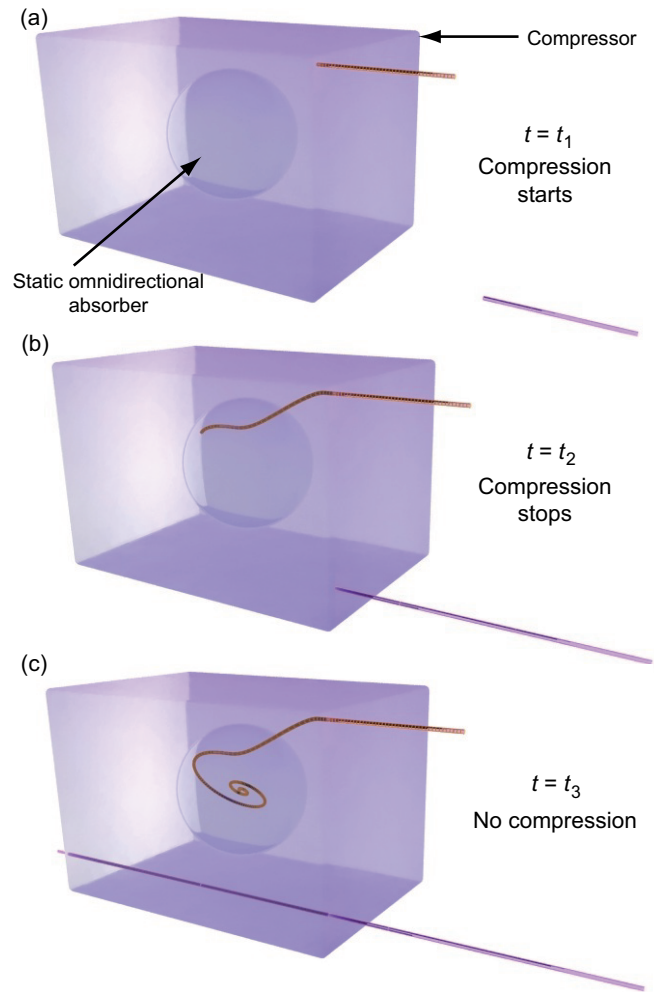 (a)
Compressor
t = t1
Compression
starts
Static omnidirectional
absorber
(b)
t = t2
Compression
stops
(c)
t = t3
No compression